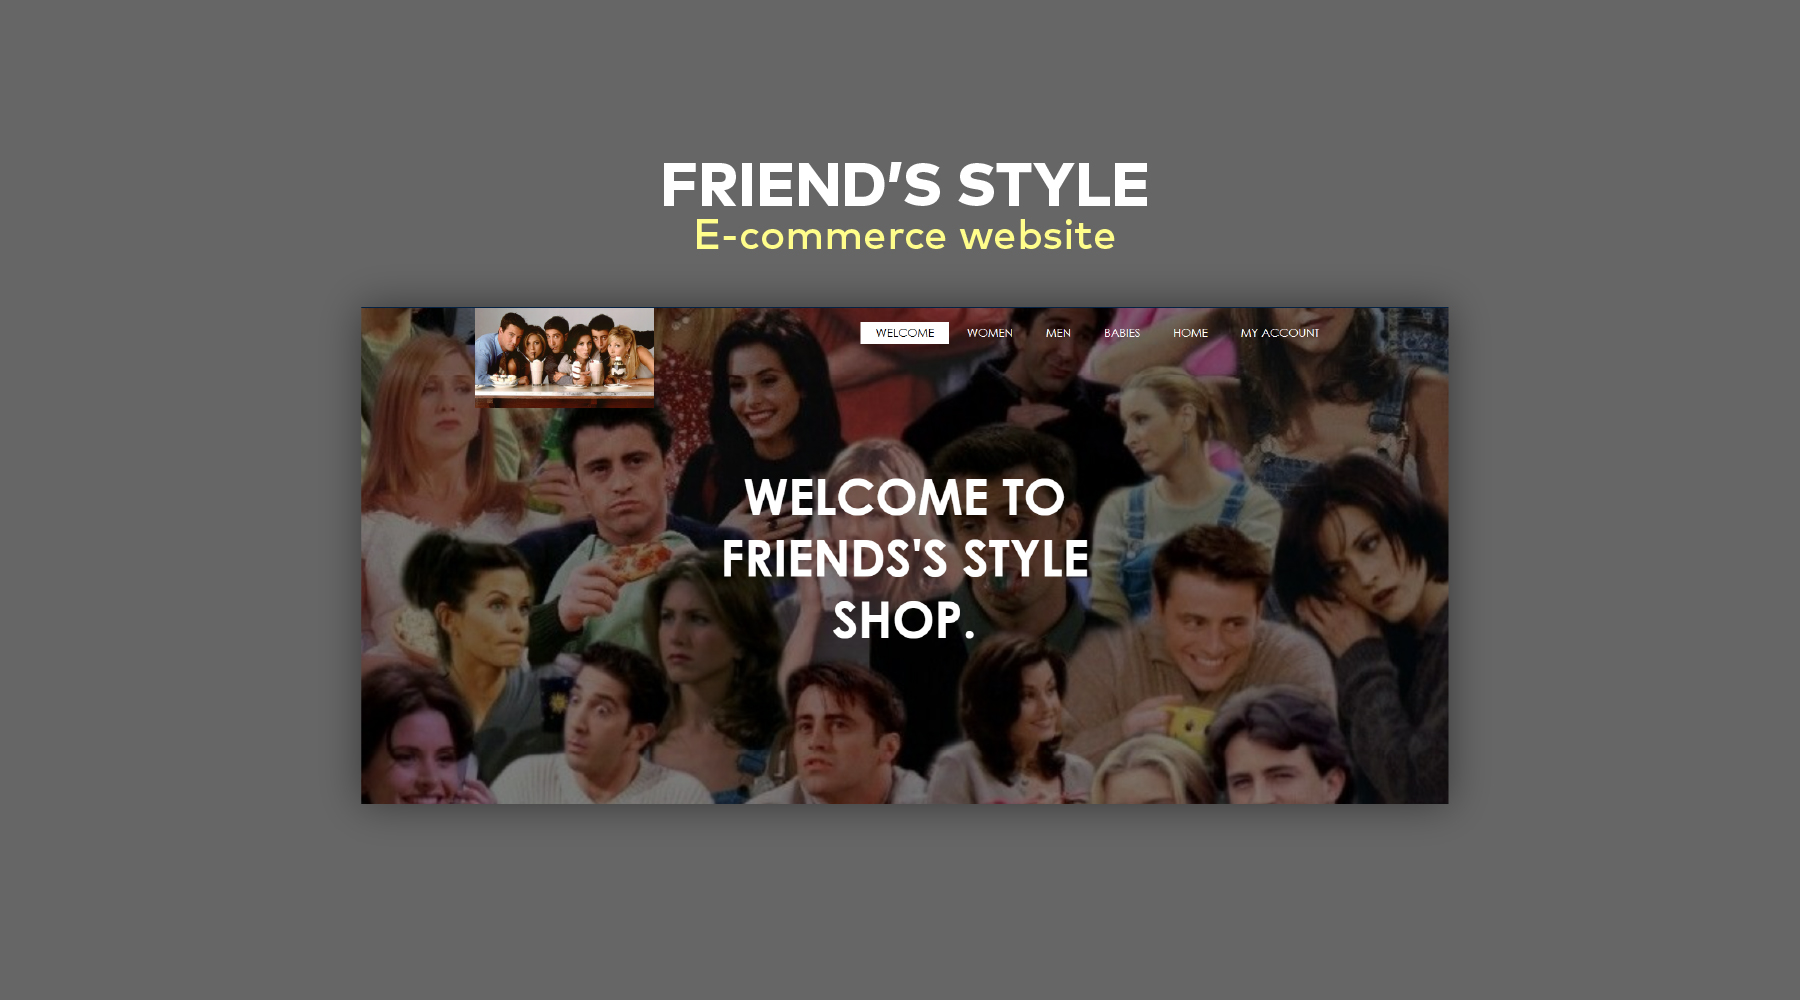 FRIEND’S STYLE
E-commerce website
WELCOME WOMEN MEN BABIES HOME MY ACCOUNT
WELCOME TO
FRIENDS'S STYLE
SHOP.